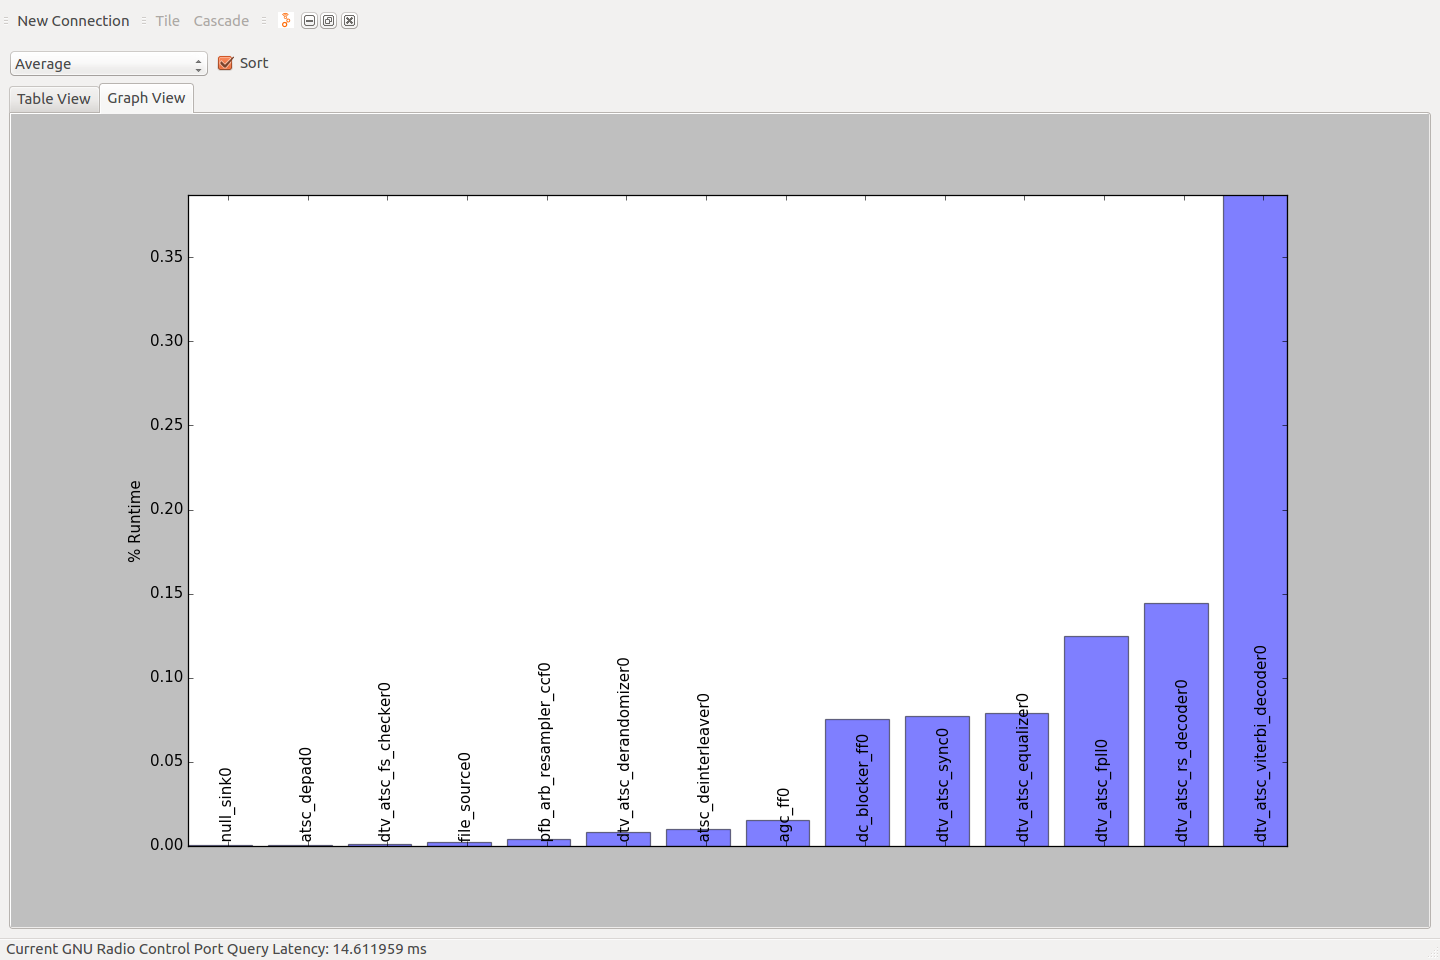 New Connection Tile Cascade
Average Sort
Table View Graph View
% Runtime
0.35
0.30
0.25
0.20
0.15
0.10
0.05
0.00
null_sink0
atsc_depad0
dtv_atsc_fs_checker0
file_source0
pfb_arb_resampler_ccf0
dtv_atsc_derandomizer0
atsc_deinterleaver0
agc_ff0
dc_blocker_ff0
dtv_atsc_sync0
dtv_atsc_equalizer0
dtv_atsc_fpll0
dtv_atsc_rs_decoder0
dtv_atsc_viterbi_decoder0
Current GNU Radio Control Port Query Latency: 14.611959 ms